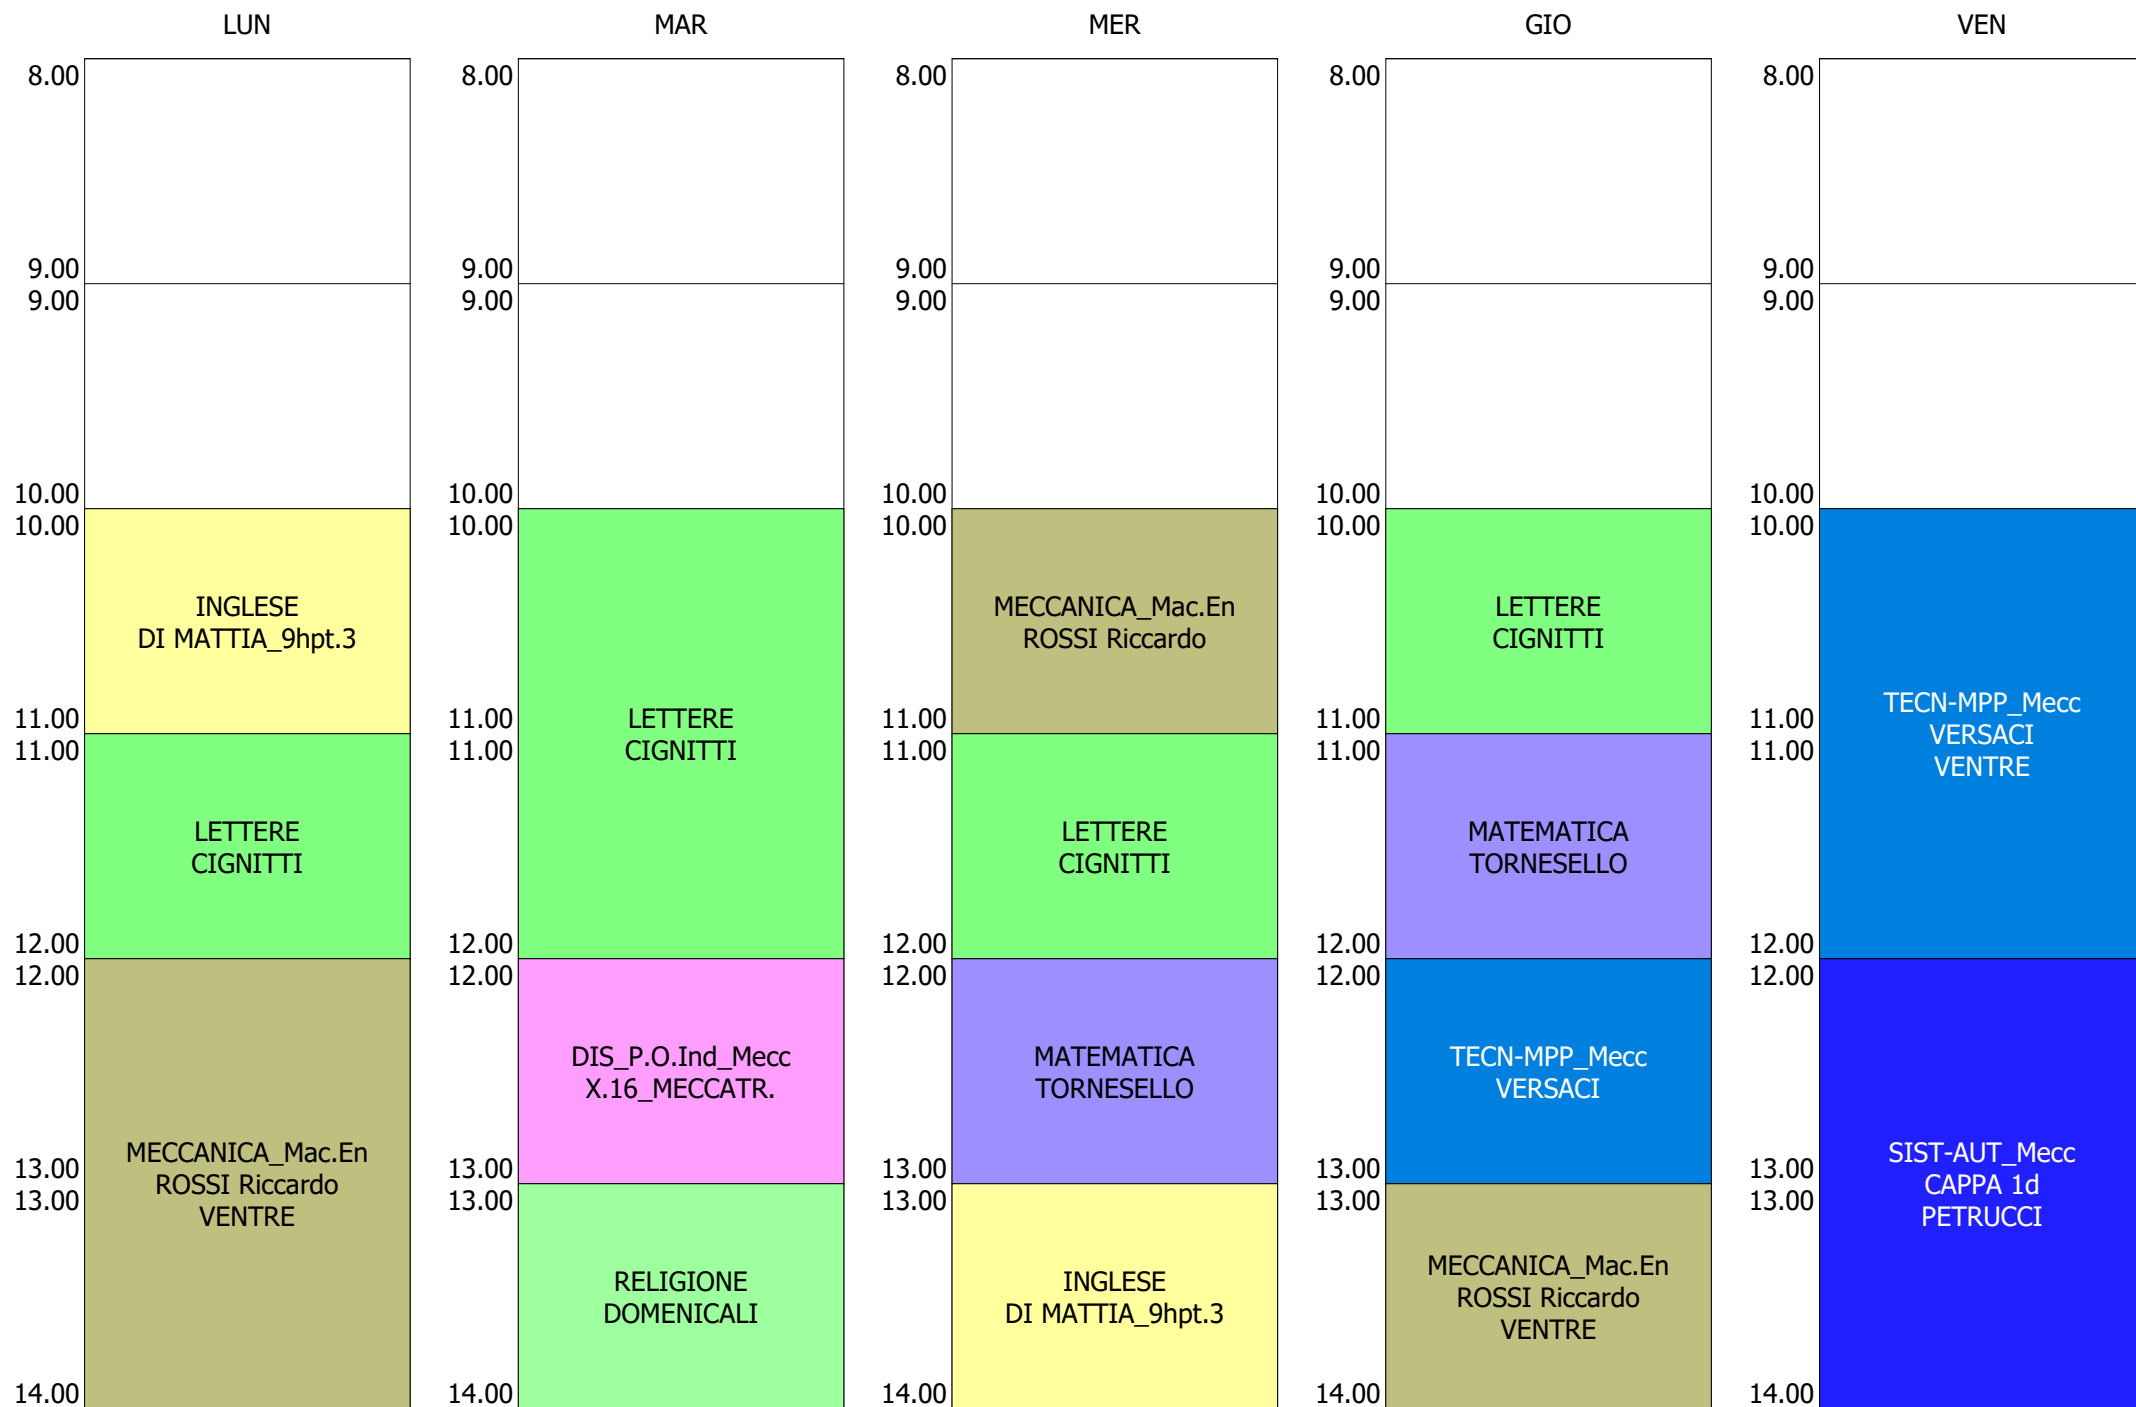 LUN
MAR
MER
GIO
VEN
8.00
8.00
8.00
8.00
8.00
9.00
9.00
9.00
9.00
9.00
9.00
9.00
9.00
9.00
9.00
10.00
10.00
10.00
10.00
10.00
10.00
10.00
10.00
10.00
10.00
INGLESE
DI MATTIA_9hpt.3
MECCANICA_Mac.En
ROSSI Riccardo
LETTERE
CIGNITTI
11.00
11.00
11.00
11.00
11.00
11.00
11.00
11.00
11.00
11.00
LETTERE
CIGNITTI
TECN-MPP_Mecc
VERSACI
VENTRE
LETTERE
CIGNITTI
LETTERE
CIGNITTI
MATEMATICA
TORNESELLO
12.00
12.00
12.00
12.00
12.00
12.00
12.00
12.00
12.00
12.00
DIS_P.O.Ind_Mecc
X.16_MECCATR.
MATEMATICA
TORNESELLO
TECN-MPP_Mecc
VERSACI
13.00
13.00
13.00
13.00
13.00
13.00
13.00
13.00
13.00
13.00
MECCANICA_Mac.En
ROSSI Riccardo
VENTRE
SIST-AUT_Mecc
CAPPA 1d
PETRUCCI
RELIGIONE
DOMENICALI
INGLESE
DI MATTIA_9hpt.3
MECCANICA_Mac.En
ROSSI Riccardo
VENTRE
14.00
14.00
14.00
14.00
14.00